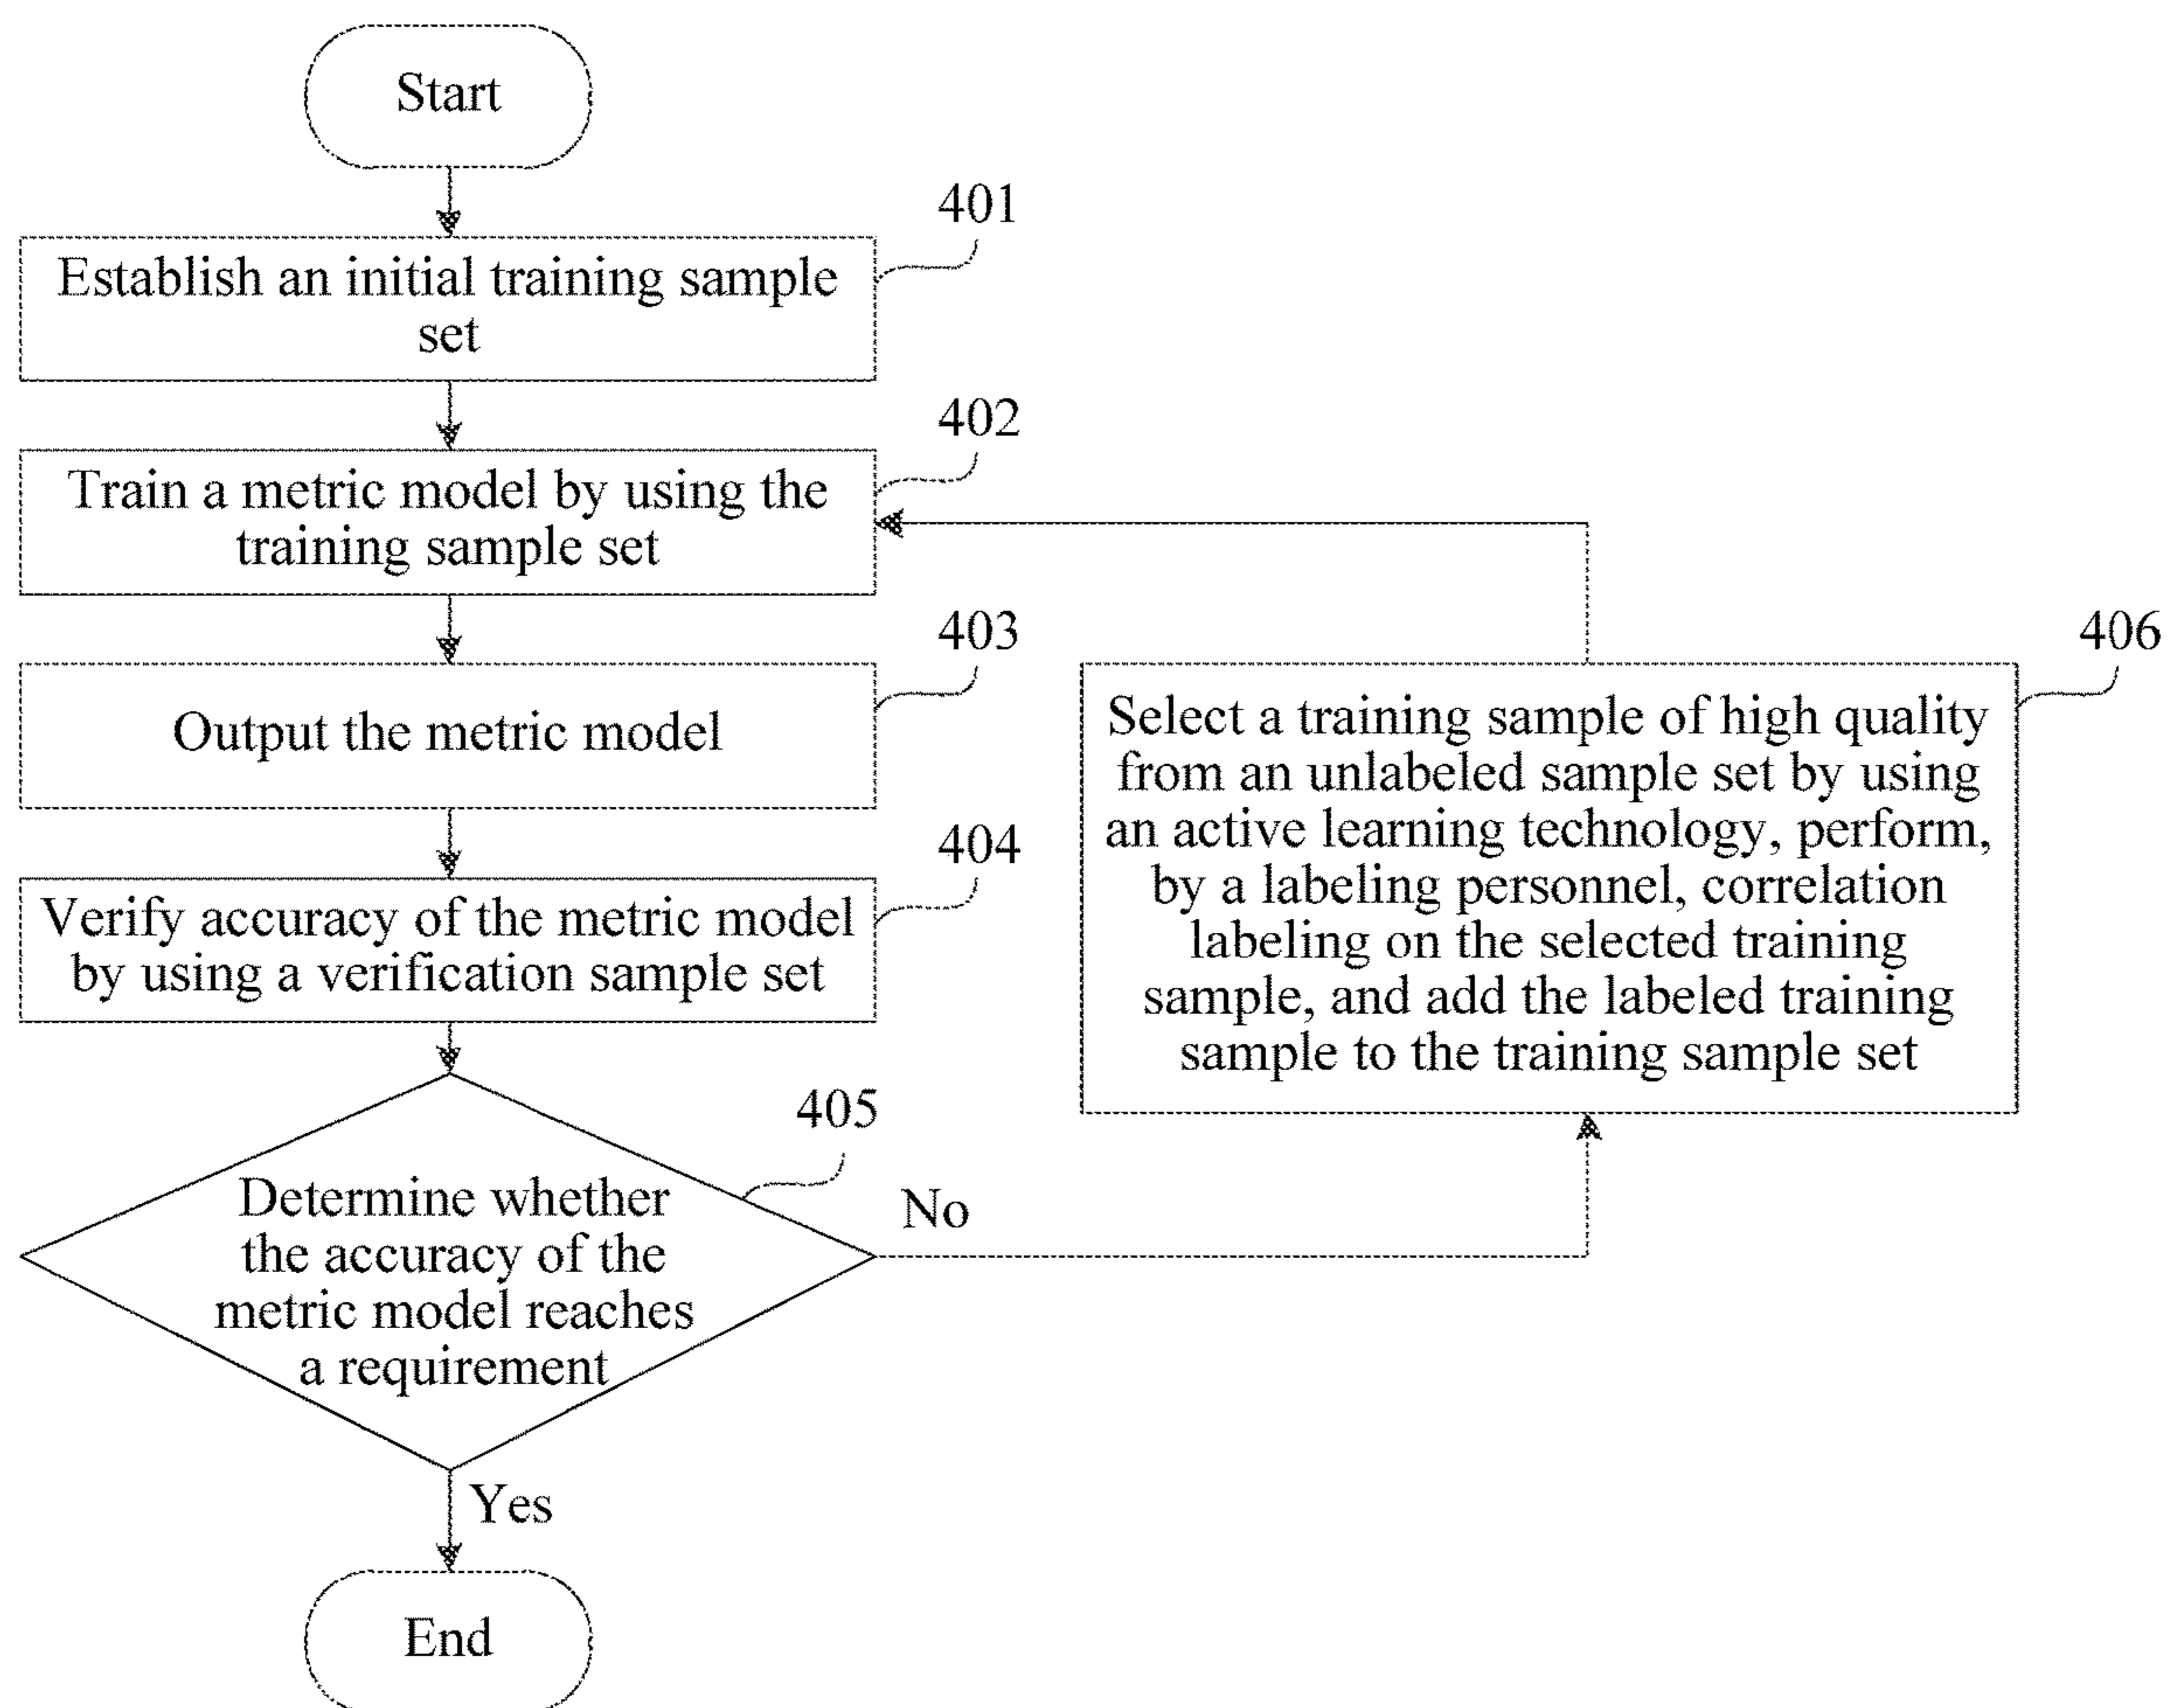 Start
401
Establish an initial training sample
set
402
Train a metric model by using the
training sample set
403
Output the metric model
404
Verify accuracy of the metric model
by using a verification sample set
405
Determine whether
the accuracy of the
metric model reaches
a requirement
No
Yes
End
406
Select a training sample of high quality
from an unlabeled sample set by using
an active learning technology, perform,
by a labeling personnel, correlation
labeling on the selected training
sample, and add the labeled training
sample to the training sample set